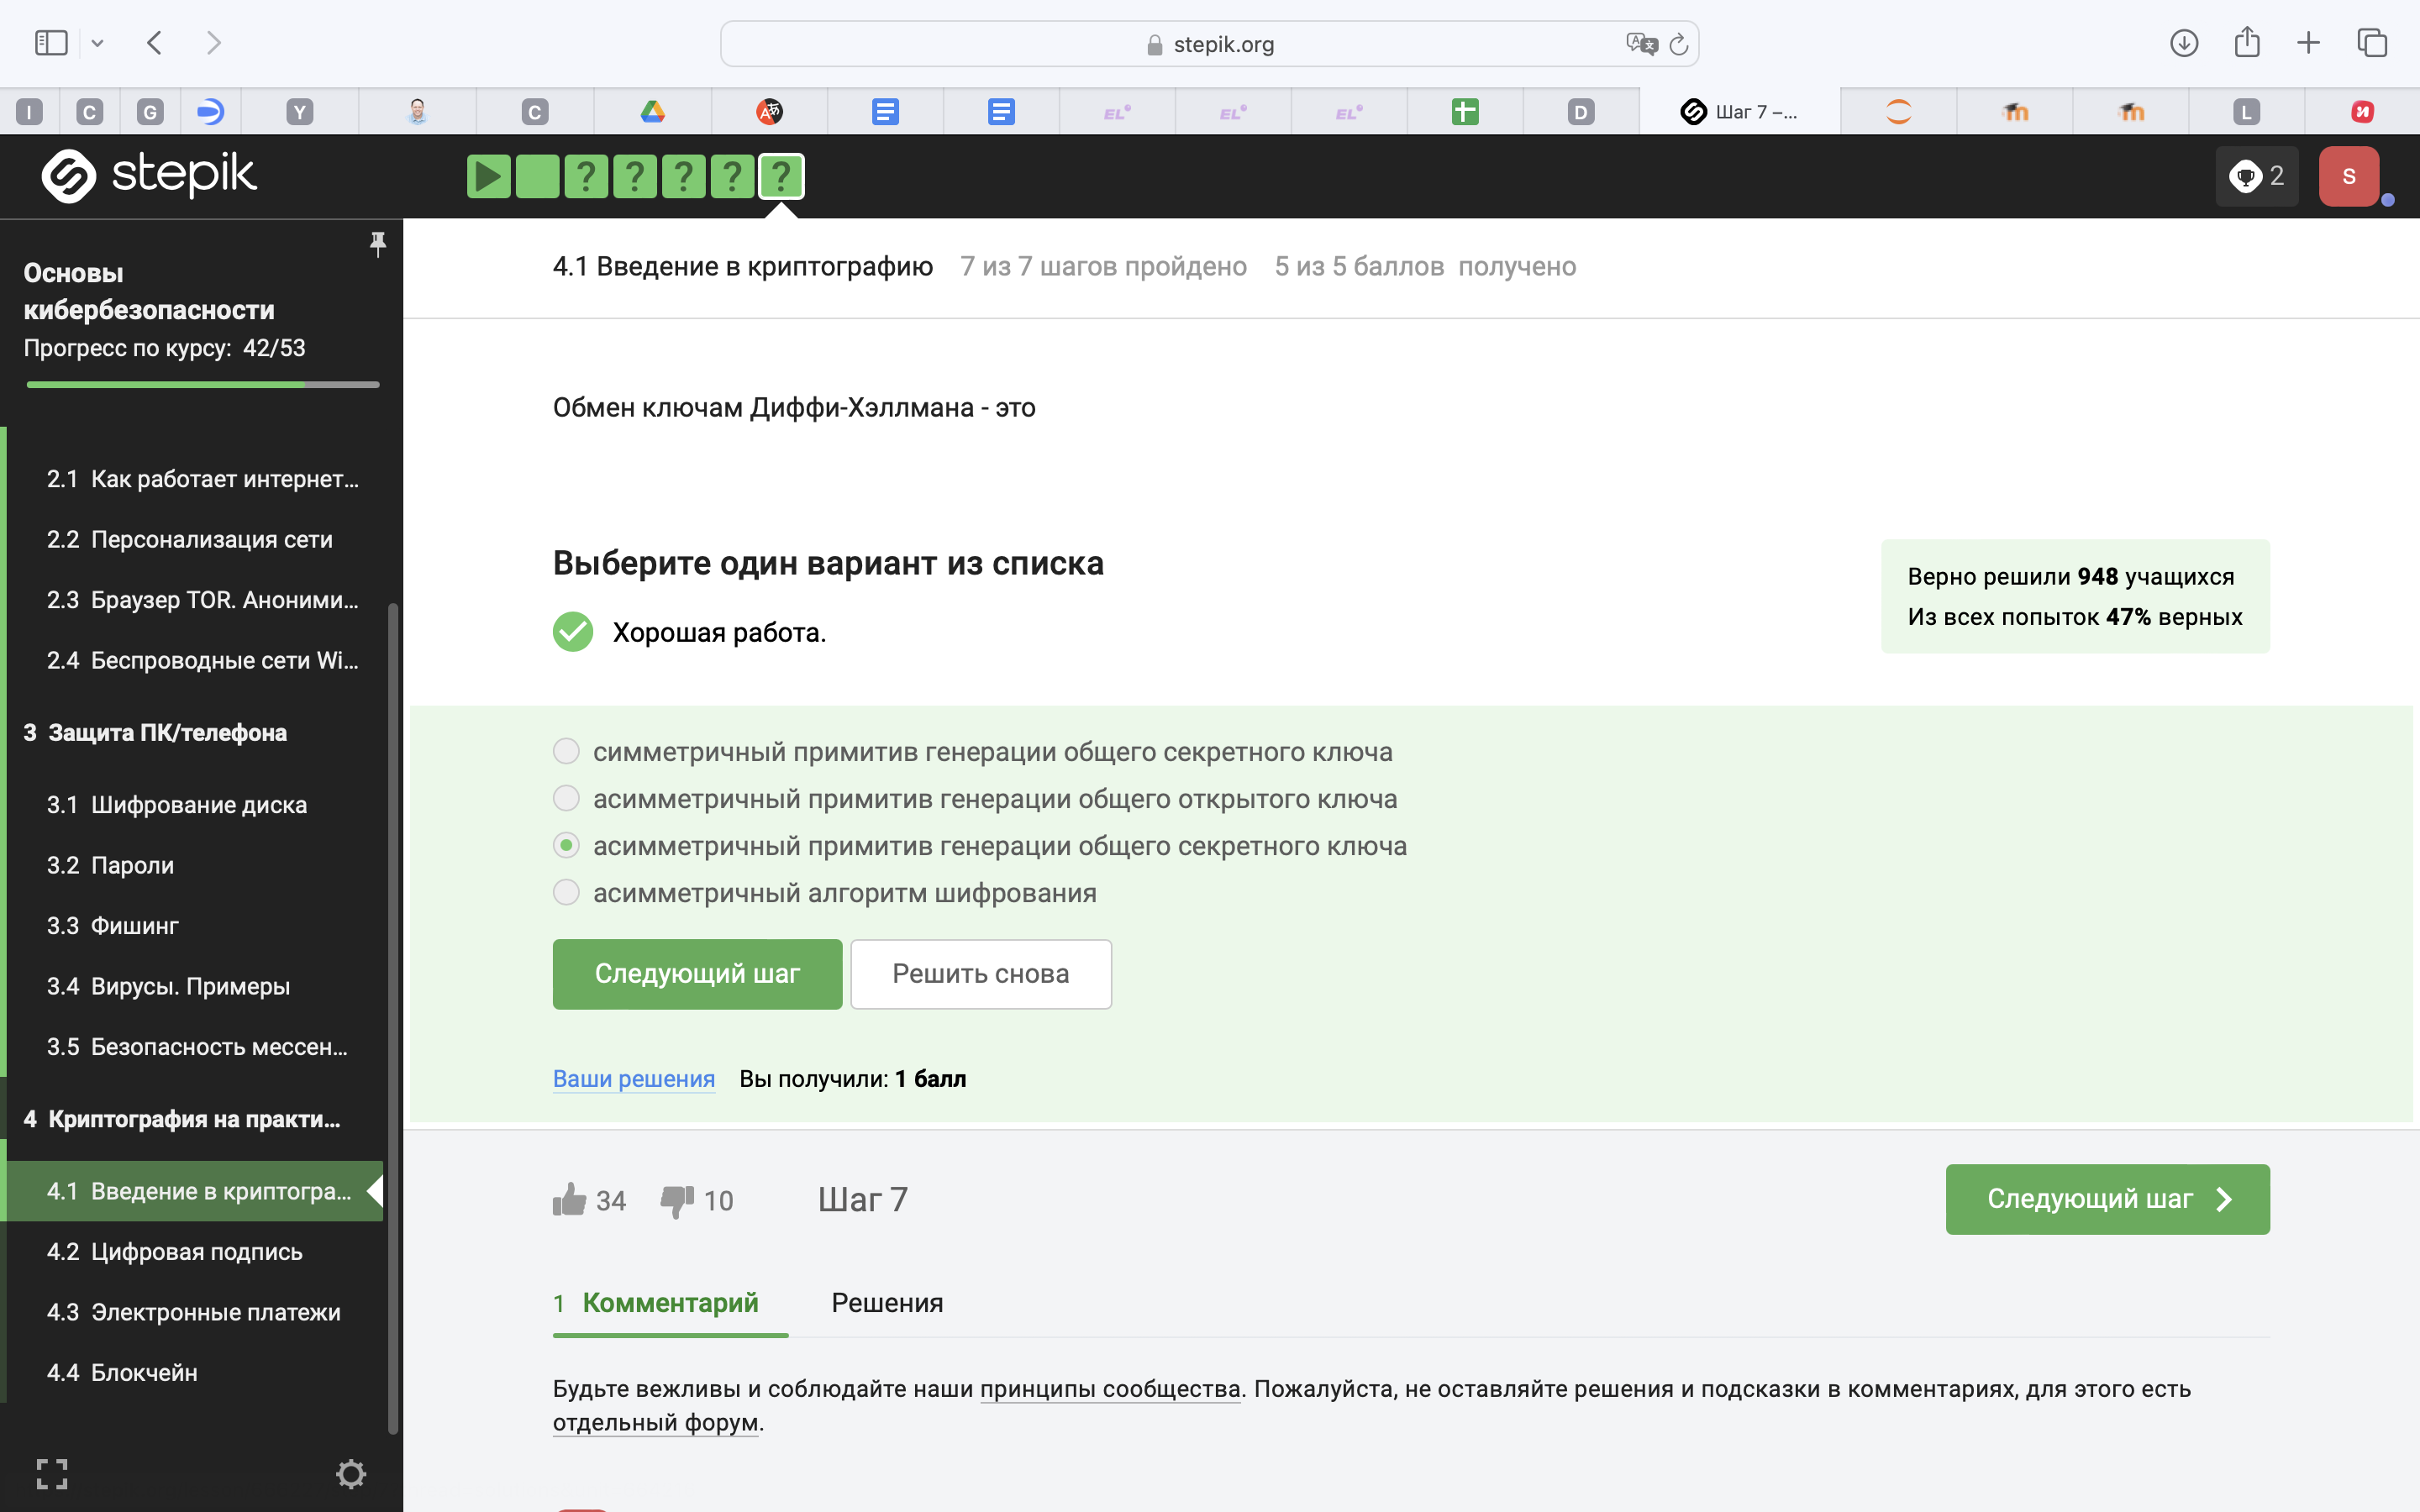 stepik.org
I
C
G
Y
C
EL
EL
EL
D
Шаг 7 –...
L
stepik
? ? ? ? ?
2
S
Основы
кибербезопасности
Прогресс по курсу: 42/53
2.1 Как работает интернет...
2.2 Персонализация сети
2.3 Браузер TOR. Аноними...
2.4 Беспроводные сети Wi...
3 Защита ПК/телефона
3.1 Шифрование диска
3.2 Пароли
3.3 Фишинг
3.4 Вирусы. Примеры
3.5 Безопасность мессен...
4 Криптография на практи...
4.1 Введение в криптогра...
4.2 Цифровая подпись
4.3 Электронные платежи
4.4 Блокчейн
4.1 Введение в криптографию 7 из 7 шагов пройдено 5 из 5 баллов получено
Обмен ключам Диффи-Хэллмана - это
Выберите один вариант из списка
Хорошая работа.
Верно решили 948 учащихся
Из всех попыток 47% верных
симметричный примитив генерации общего секретного ключа
асимметричный примитив генерации общего открытого ключа
асимметричный примитив генерации общего секретного ключа
асимметричный алгоритм шифрования
Следующий шаг Решить снова
Ваши решения Вы получили: 1 балл
34 10 Шаг 7
Следующий шаг
1 Комментарий Решения
Будьте вежливы и соблюдайте наши принципы сообщества. Пожалуйста, не оставляйте решения и подсказки в комментариях, для этого есть
отдельный форум.